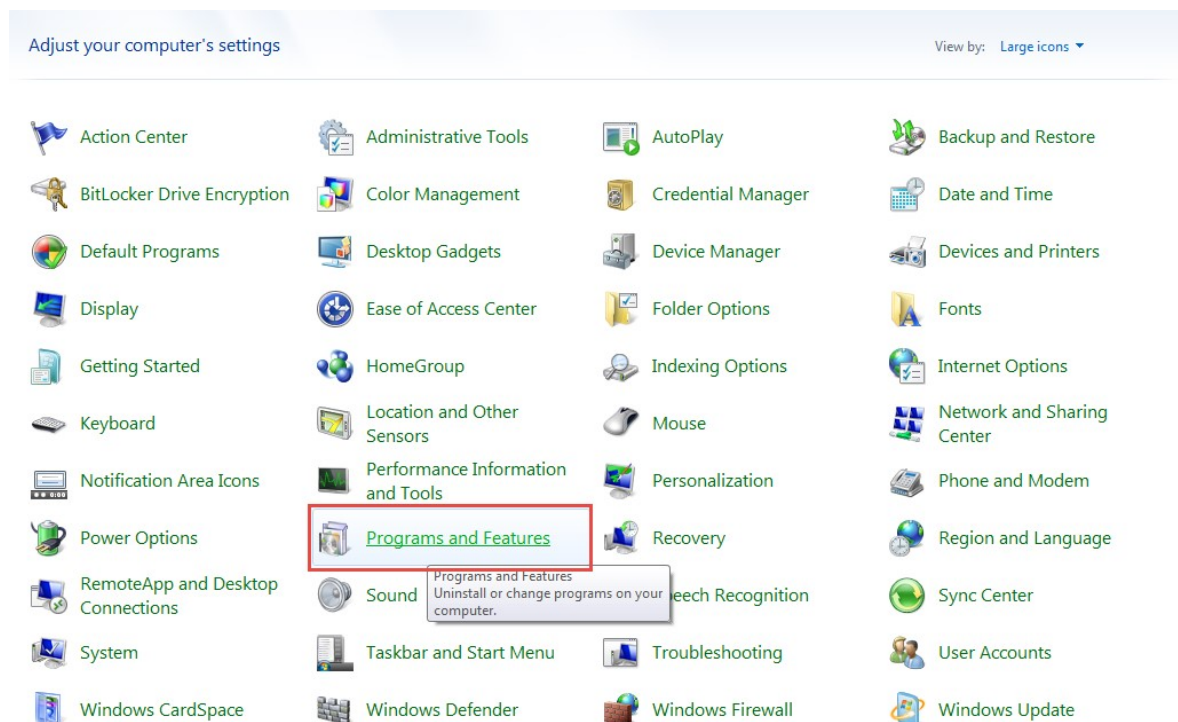 Adjust your computer's settings
View by: Large icons
Action Center
Administrative Tools
AutoPlay
Backup and Restore
BitLocker Drive Encryption
Color Management
Credential Manager
Date and Time
Default Programs
Desktop Gadgets
Device Manager
Devices and Printers
Display
Ease of Access Center
Folder Options
Fonts
Getting Started
HomeGroup
Indexing Options
Internet Options
Keyboard
Location and Other
Sensors
Mouse
Network and Sharing
Center
Notification Area Icons
Performance Information
and Tools
Personalization
Phone and Modem
Power Options
Programs and Features
Recovery
Region and Language
RemoteApp and Desktop
Connections
Sound
Programs and Features
Uninstall or change programs on your
computer.
eech Recognition
Sync Center
System
Taskbar and Start Menu
Troubleshooting
User Accounts
Windows CardSpace
Windows Defender
Windows Firewall
Windows Update